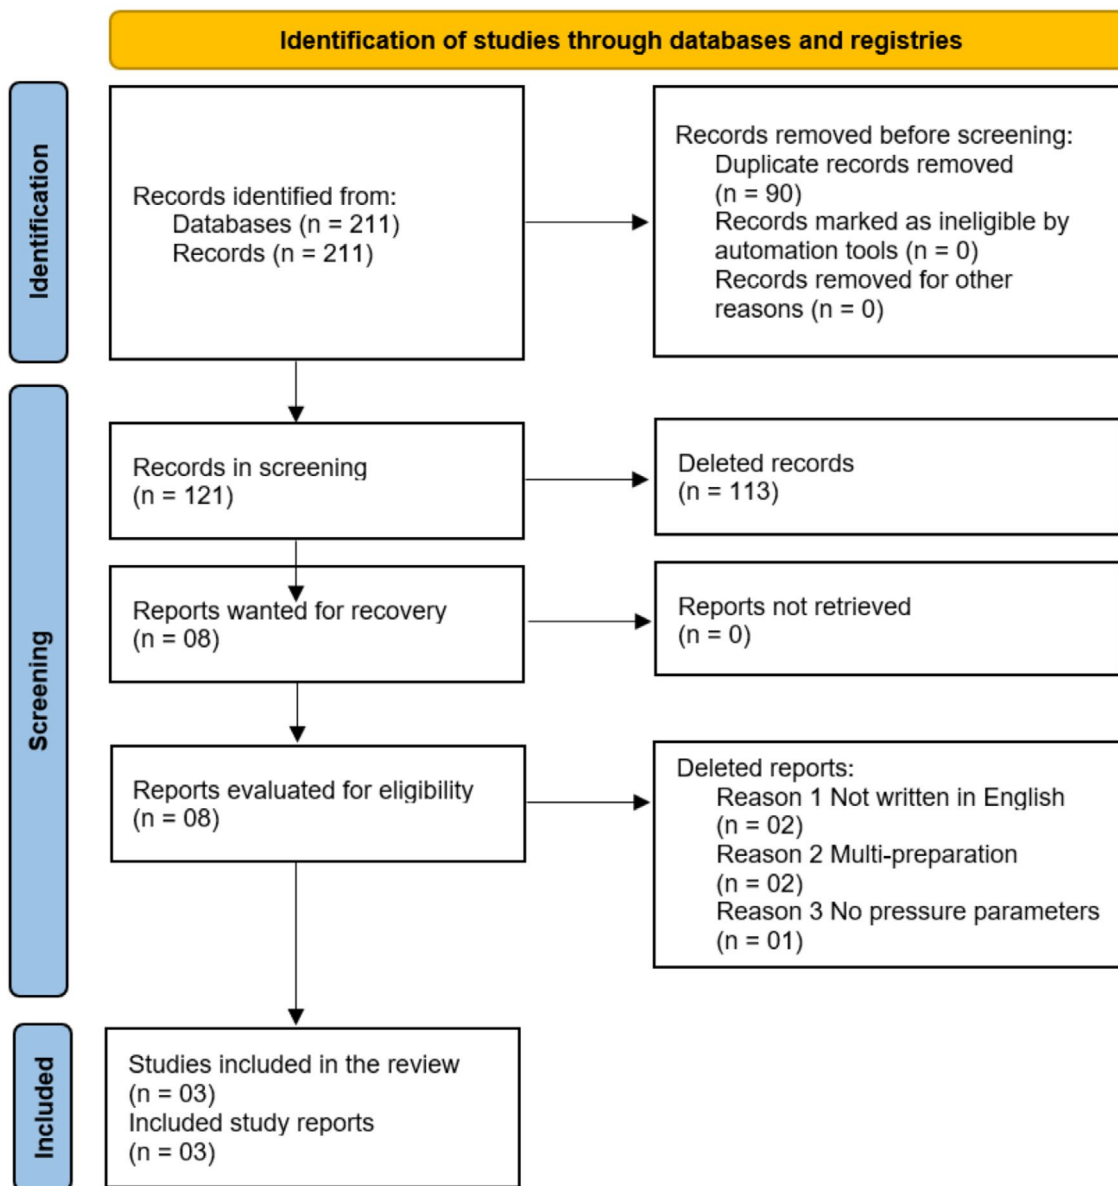 Identification of studies through databases and registries
Identification
Records identified from:
Databases (n = 211)
Records (n = 211)
Records removed before screening:
Duplicate records removed
(n = 90)
Records marked as ineligible by
automation tools (n = 0)
Records removed for other
reasons (n = 0)
Screening
Records in screening
(n = 121)
Deleted records
(n = 113)
Reports wanted for recovery
(n = 08)
Reports not retrieved
(n = 0)
Reports evaluated for eligibility
(n = 08)
Deleted reports:
Reason 1 Not written in English
(n = 02)
Reason 2 Multi-preparation
(n = 02)
Reason 3 No pressure parameters
(n = 01)
Included
Studies included in the review
(n = 03)
Included study reports
(n = 03)